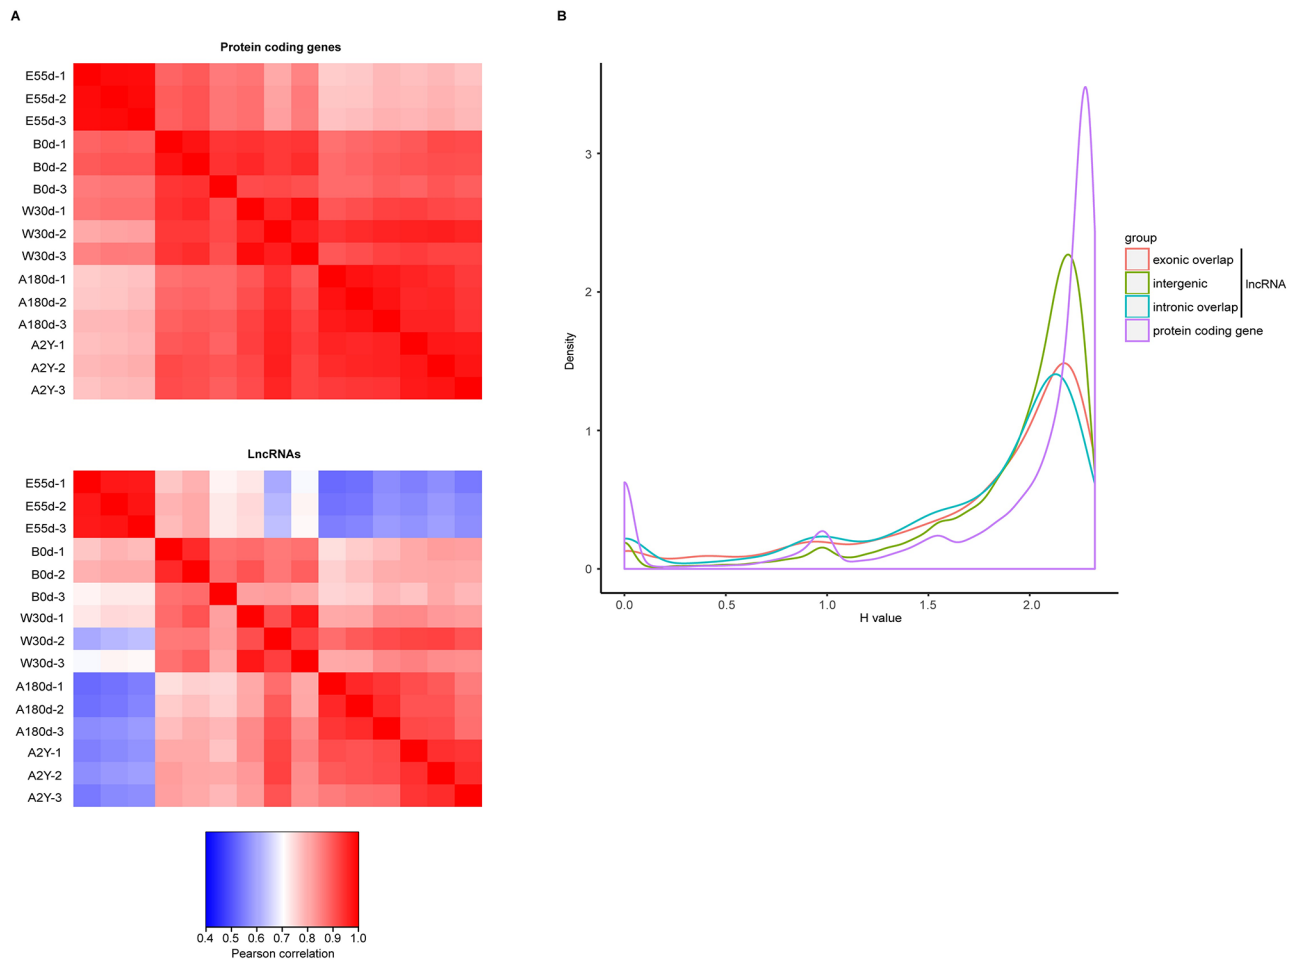 A
Protein coding genes
E55d-1
E55d-2
E55d-3
B0d-1
B0d-2
B0d-3
W30d-1
W30d-2
W30d-3
A180d-1
A180d-2
A180d-3
A2Y-1
A2Y-2
A2Y-3
LncRNAs
E55d-1
E55d-2
E55d-3
B0d-1
B0d-2
B0d-3
W30d-1
W30d-2
W30d-3
A180d-1
A180d-2
A180d-3
A2Y-1
A2Y-2
A2Y-3
0.4 0.5 0.6 0.7 0.8 0.9 1.0
Pearson correlation
B
3
2
1
0
Density
0.0 0.5 1.0 1.5 2.0
H value
group
exonic overlap
intergenic
intronic overlap
protein coding gene
lncRNA